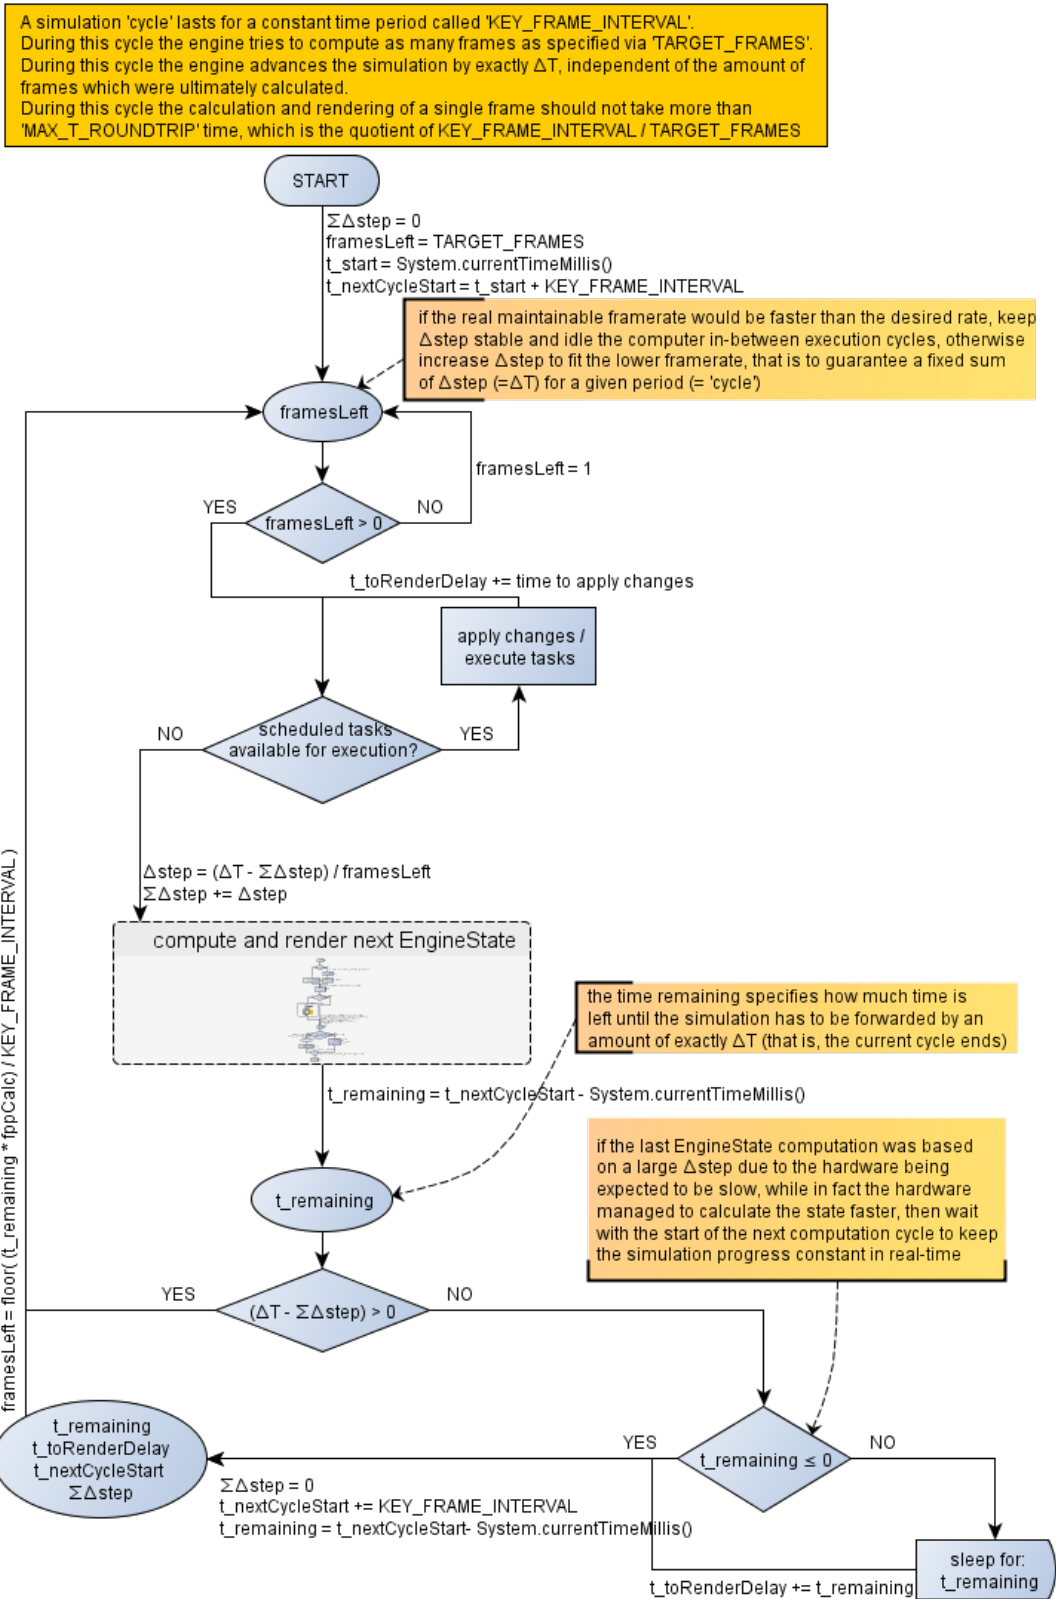 A simulation 'cycle' lasts for a constant time period called 'KEY_FRAME_INTERVAL'.
During this cycle the engine tries to compute as many frames as specified via 'TARGET_FRAMES'.
During this cycle the engine advances the simulation by exactly ΔT, independent of the amount of
frames which were ultimately calculated.
During this cycle the calculation and rendering of a single frame should not take more than
'MAX_T_ROUNDTRIP' time, which is the quotient of KEY_FRAME_INTERVAL / TARGET_FRAMES
START
ΣΔstep = 0
framesLeft = TARGET_FRAMES
t_start = System.currentTimeMillis()
t_nextCycleStart = t_start + KEY_FRAME_INTERVAL
if the real maintainable framerate would be faster than the desired rate, keep
Δstep stable and idle the computer in-between execution cycles, otherwise
increase Δstep to fit the lower framerate, that is to guarantee a fixed sum
of Δstep (=ΔT) for a given period (= 'cycle')
framesLeft
framesLeft = 1
YES
NO
framesLeft > 0
t_toRenderDelay += time to apply changes
apply changes /
execute tasks
NO
YES
scheduled tasks
available for execution?
Δstep = (ΔT - ΣΔstep) / framesLeft
ΣΔstep += Δstep
compute and render next EngineState
the time remaining specifies how much time is
left until the simulation has to be forwarded by an
amount of exactly ΔT (that is, the current cycle ends)
t_remaining = t_nextCycleStart - System.currentTimeMillis()
if the last EngineState computation was based
on a large Δstep due to the hardware being
expected to be slow, while in fact the hardware
managed to calculate the state faster, then wait
with the start of the next computation cycle to keep
the simulation progress constant in real-time
t_remaining
YES
NO
(ΔT - ΣΔstep) > 0
framesLeft = floor( (t_remaining * fppCalc) / KEY_FRAME_INTERVAL )
t_remaining
t_toRenderDelay
t_nextCycleStart
ΣΔstep
YES
NO
t_remaining ≤ 0
ΣΔstep = 0
t_nextCycleStart += KEY_FRAME_INTERVAL
t_remaining = t_nextCycleStart- System.currentTimeMillis()
sleep for:
t_remaining
t_toRenderDelay += t_remaining